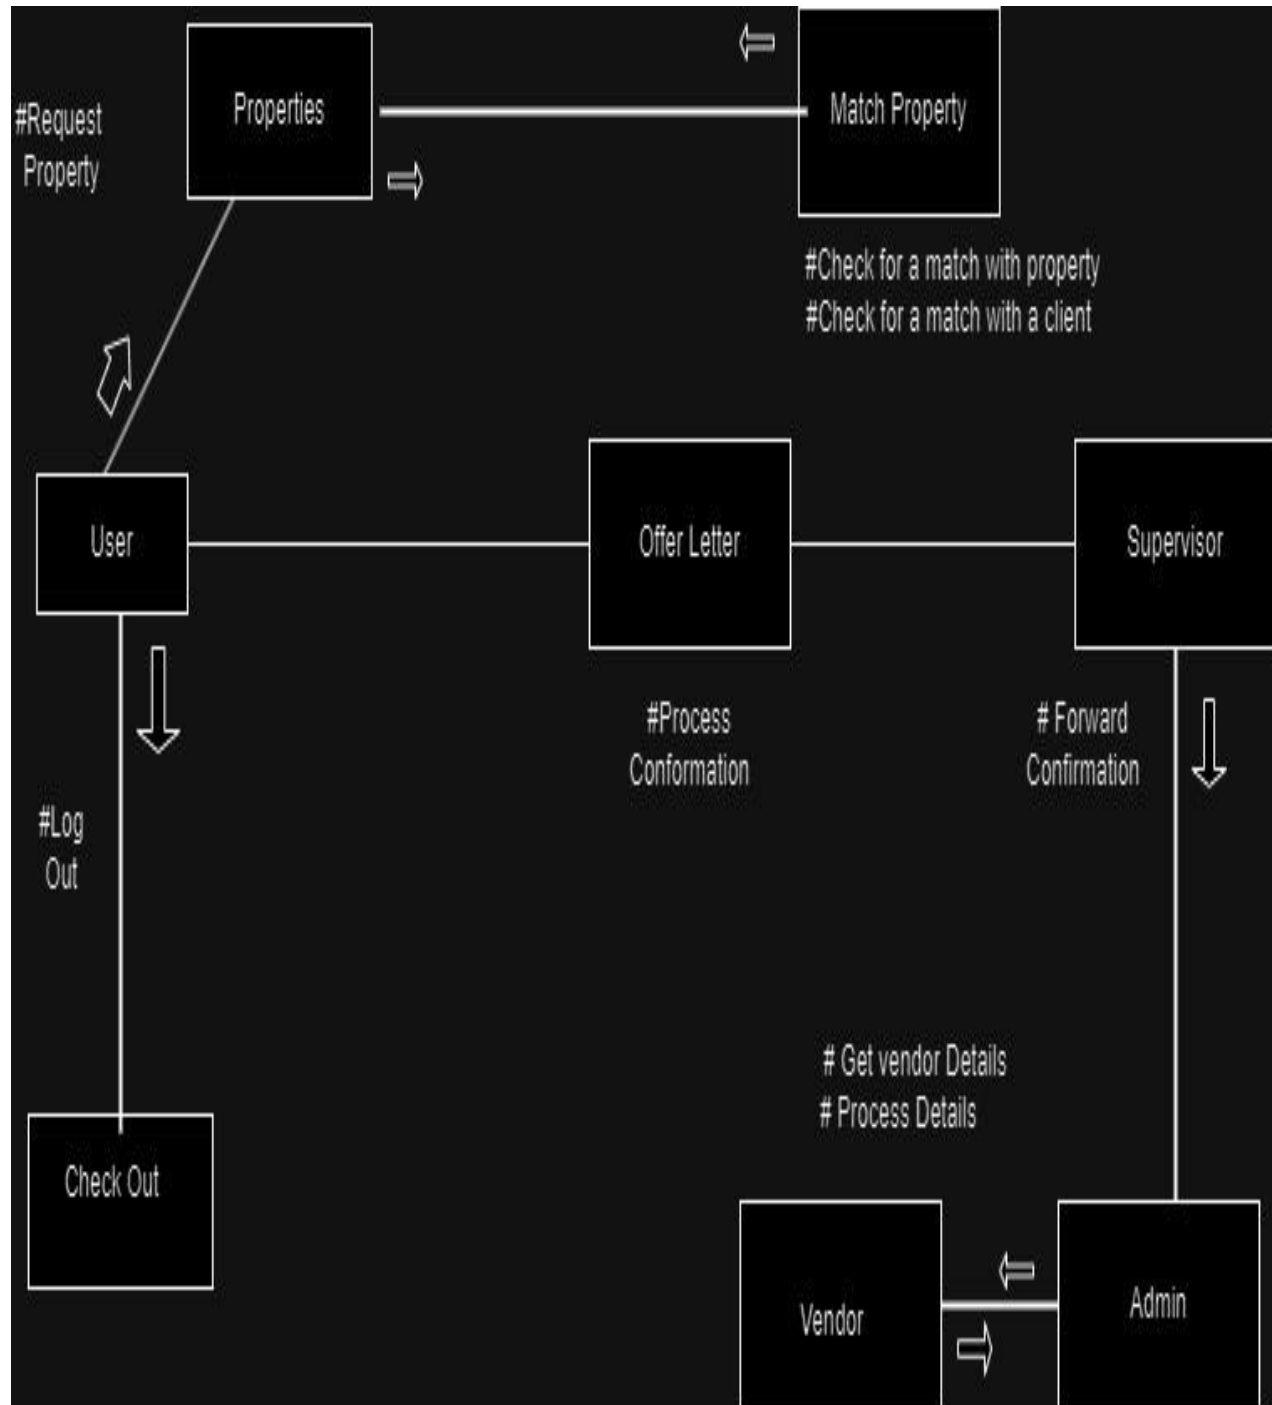 Properties
Match Property
#Request
Property
#Check for a match with property
#Check for a match with a client
User
Offer Letter
Supervisor
#Process
Conformation
# Forward
Confirmation
#Log
Out
# Get vendor Details
# Process Details
Check Out
Vendor
Admin